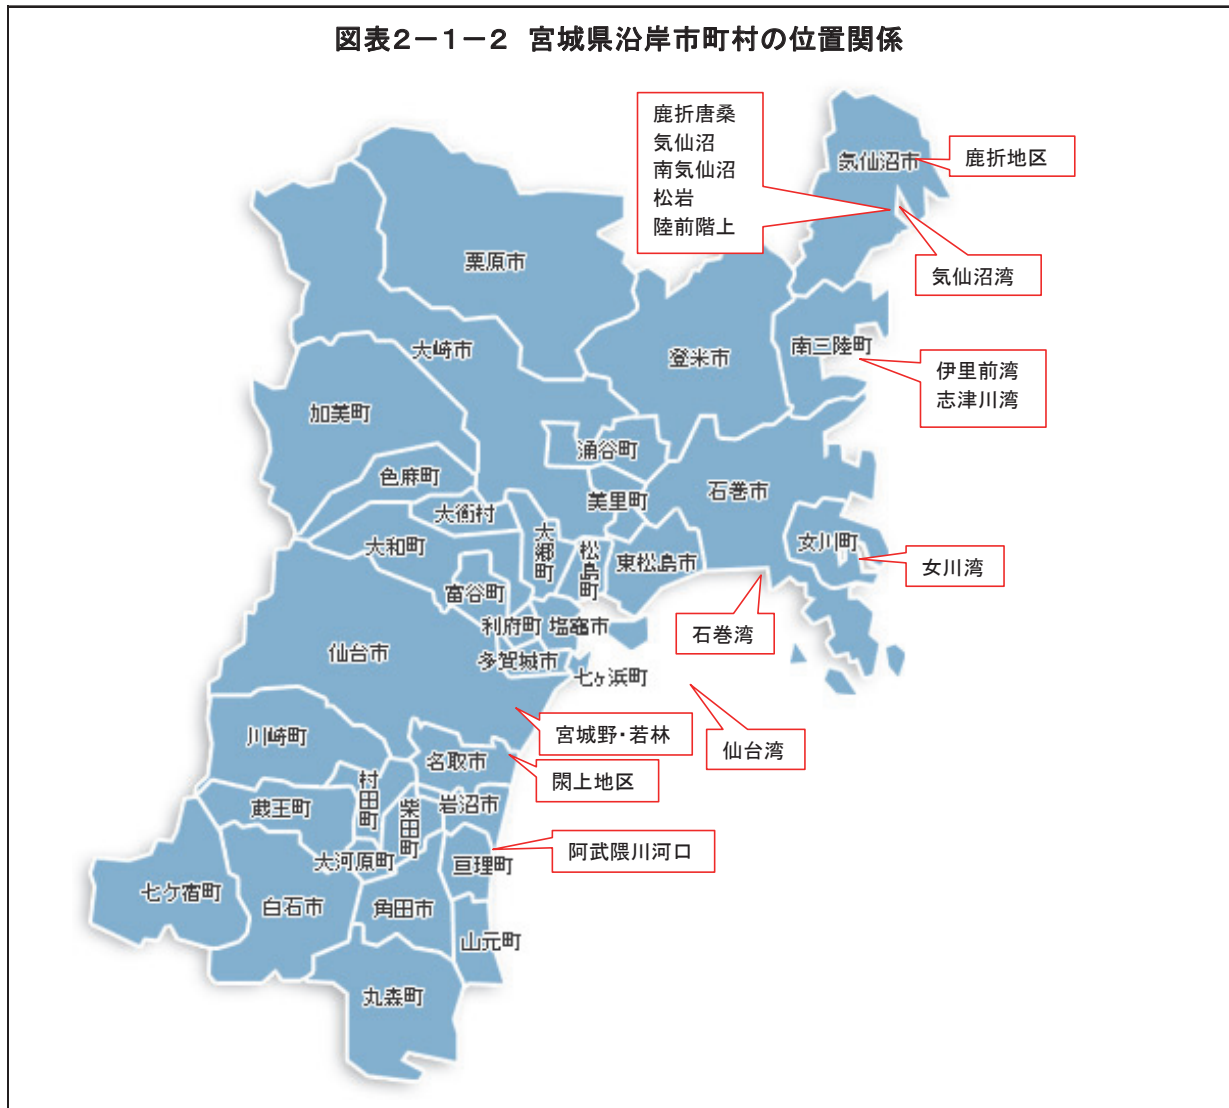 図表2-1-2 宮城県沿岸市町村の位置関係
鹿折唐桑
気仙沼
南気仙沼
松岩
陸前階上
気仙沼市
鹿折地区
気仙沼湾
栗原市
大崎市
登米市
南三陸町
伊里前湾
志津川湾
加美町
涌谷町
色麻町
美里町
石巻市
大衡村
大和町
大郷町
松島町
東松島市
女川町
女川湾
富谷町
利府町
塩竈市
石巻湾
仙台市
多賀城市
七ヶ浜町
川崎町
宮城野・若林
仙台湾
名取市
閖上地区
村田町
蔵王町
柴田町
岩沼市
大河原町
亘理町
阿武隈川河口
七ケ宿町
白石市
角田市
山元町
丸森町